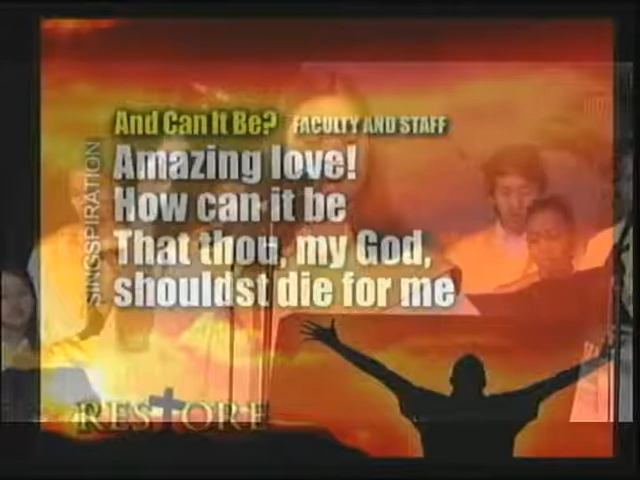 And Can It Be? FACULTY AND STAFF
SINGSPIRATION
Amazing love!
How can it be
That thou, my God,
shouldst die for me
RESTORE